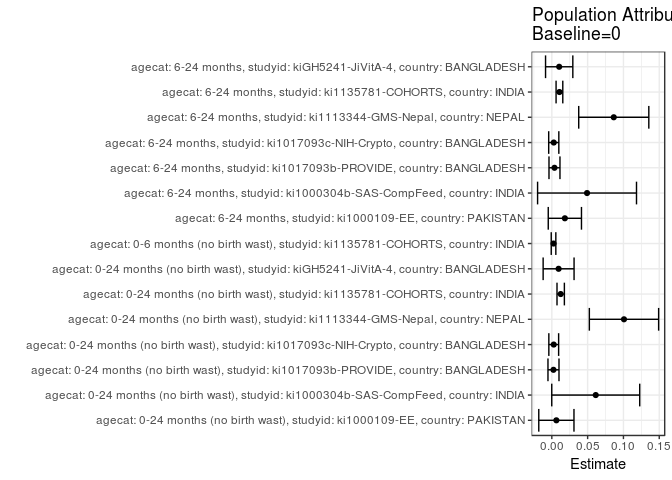 Population Attribu
Baseline=0
agecat: 6-24 months, studyid: kiGH5241-JiVitA-4, country: BANGLADESH
agecat: 6-24 months, studyid: ki1135781-COHORTS, country: INDIA
agecat: 6-24 months, studyid: ki1113344-GMS-Nepal, country: NEPAL
agecat: 6-24 months, studyid: ki1017093c-NIH-Crypto, country: BANGLADESH
agecat: 6-24 months, studyid: ki1017093b-PROVIDE, country: BANGLADESH
agecat: 6-24 months, studyid: ki1000304b-SAS-CompFeed, country: INDIA
agecat: 6-24 months, studyid: ki1000109-EE, country: PAKISTAN
agecat: 0-6 months (no birth wast), studyid: ki1135781-COHORTS, country: INDIA
agecat: 0-24 months (no birth wast), studyid: kiGH5241-JiVitA-4, country: BANGLADESH
agecat: 0-24 months (no birth wast), studyid: ki1135781-COHORTS, country: INDIA
agecat: 0-24 months (no birth wast), studyid: ki1113344-GMS-Nepal, country: NEPAL
agecat: 0-24 months (no birth wast), studyid: ki1017093c-NIH-Crypto, country: BANGLADESH
agecat: 0-24 months (no birth wast), studyid: ki1017093b-PROVIDE, country: BANGLADESH
agecat: 0-24 months (no birth wast), studyid: ki1000304b-SAS-CompFeed, country: INDIA
agecat: 0-24 months (no birth wast), studyid: ki1000109-EE, country: PAKISTAN
0.00 0.05 0.10 0.15
Estimate